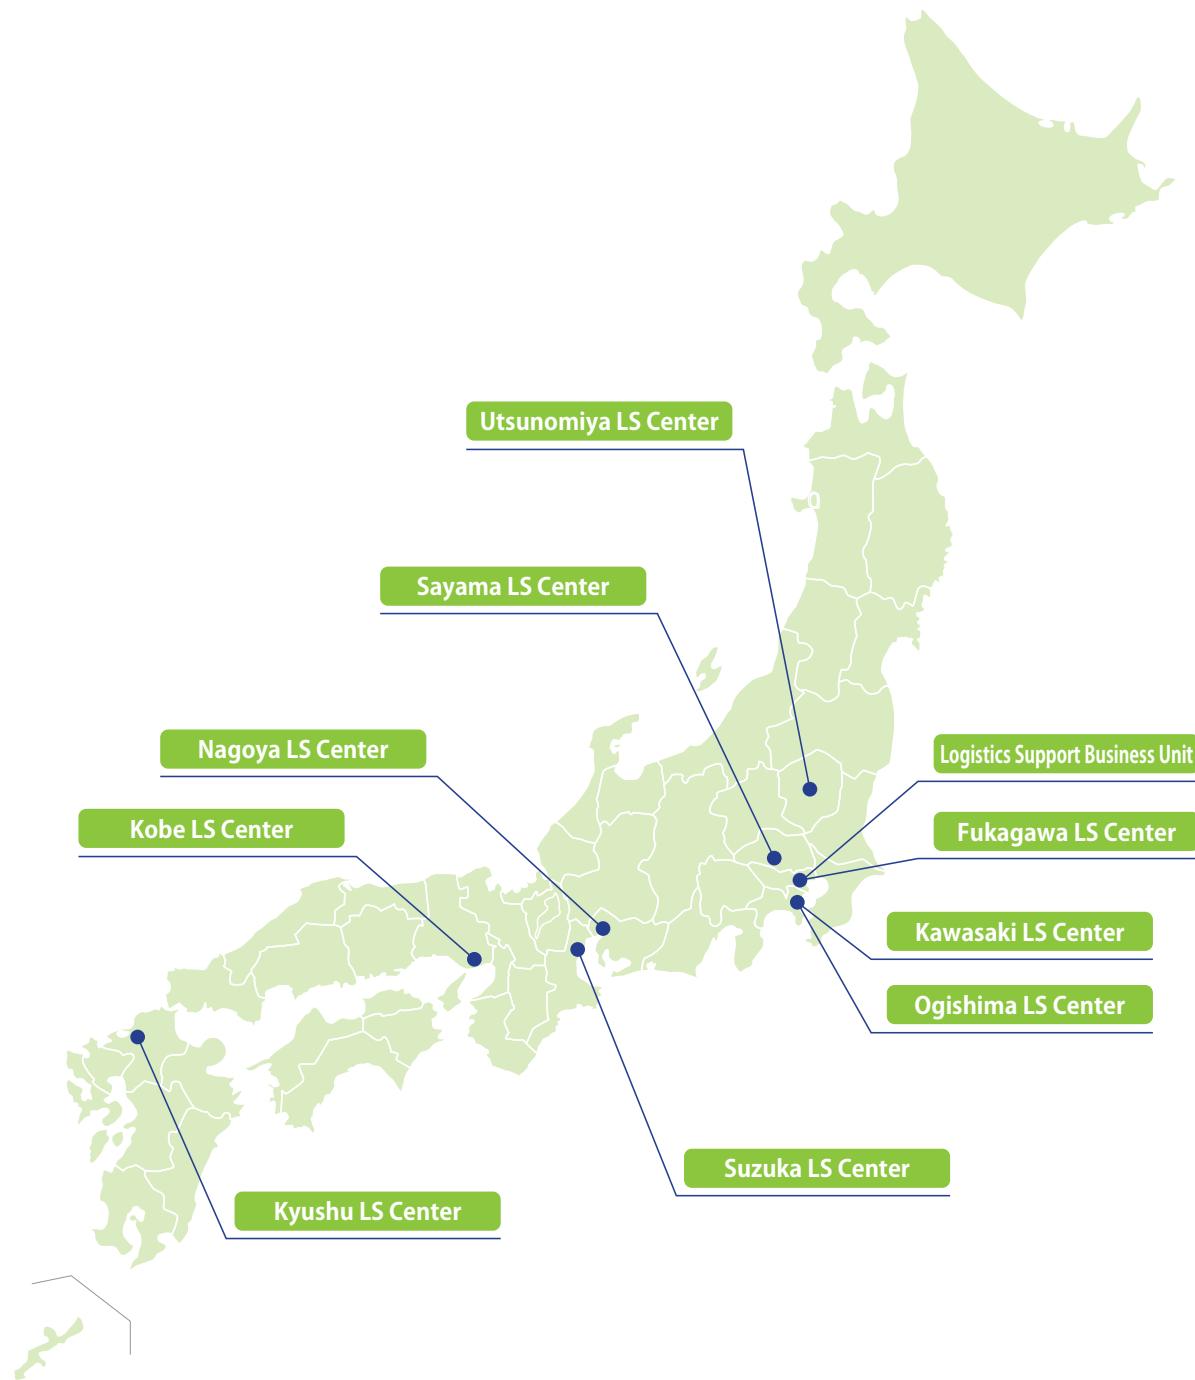 Utsunomiya LS Center
Sayama LS Center
Nagoya LS Center
Logistics Support Business Unit
Kobe LS Center
Fukagawa LS Center
Kawasaki LS Center
Ogishima LS Center
Suzuka LS Center
Kyushu LS Center